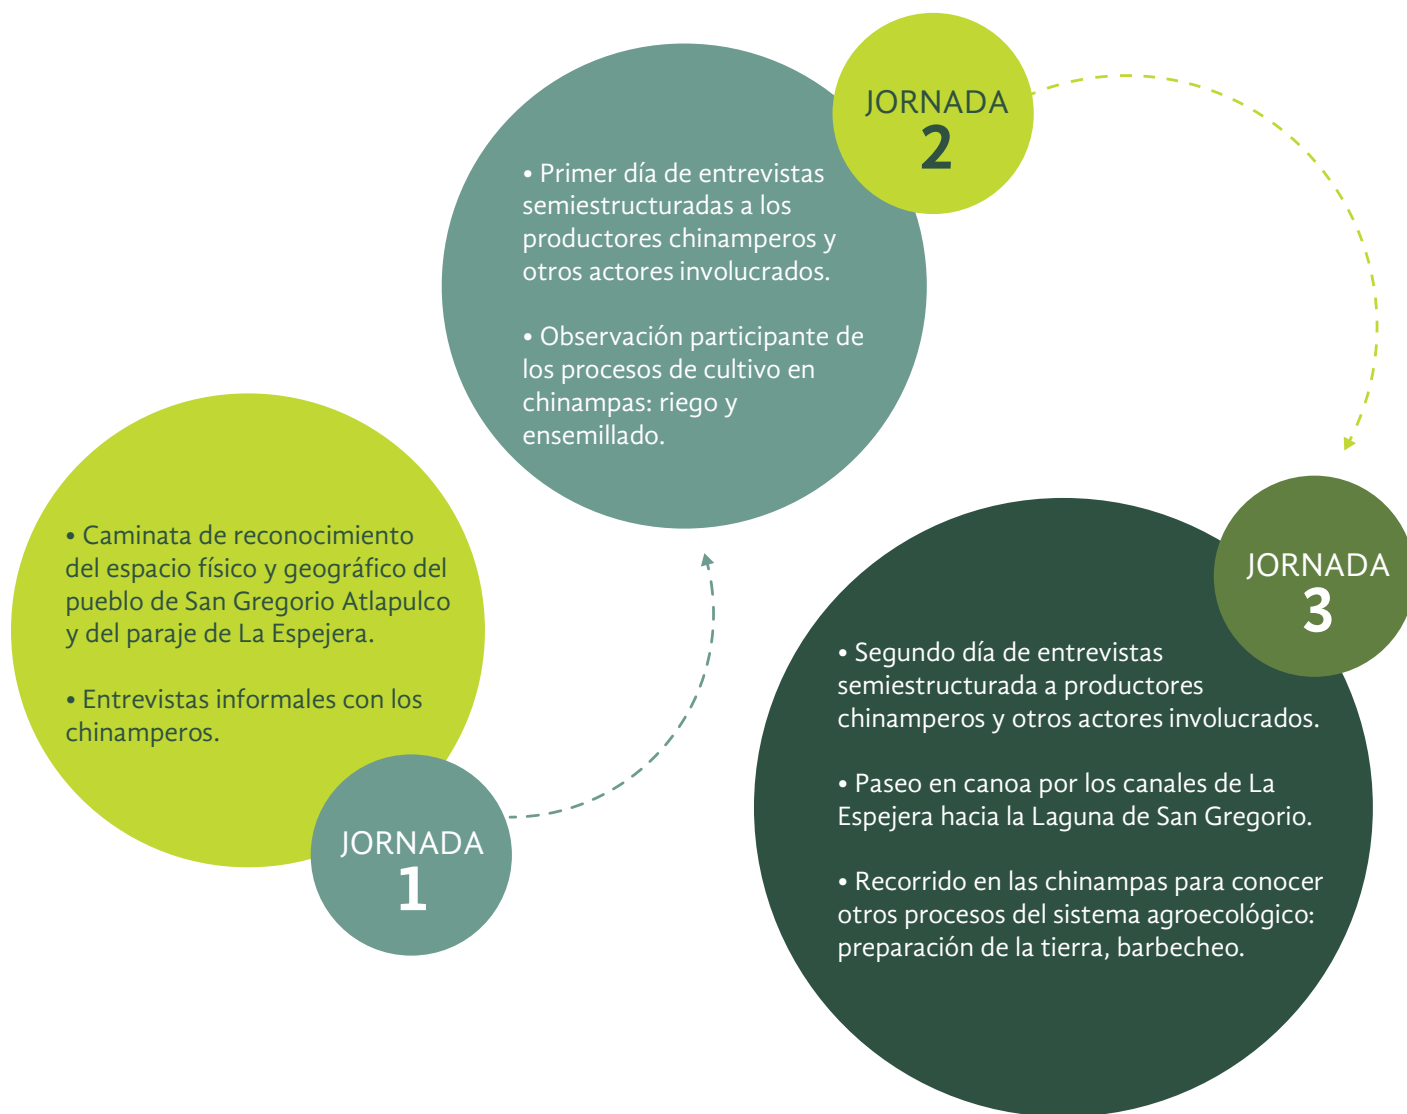 • Caminata de reconocimiento
del espacio físico y geográfico del
pueblo de San Gregorio Atlapulco
y del paraje de La Espejera.
• Entrevistas informales con los
chinamperos.
JORNADA
1
JORNADA
2
• Primer día de entrevistas
semiestructuradas a los
productores chinamperos y
otros actores involucrados.
• Observación participante de
los procesos de cultivo en
chinampas: riego y
ensemillado.
JORNADA
3
• Segundo día de entrevistas
semiestructurada a productores
chinamperos y otros actores involucrados.
• Paseo en canoa por los canales de La
Espejera hacia la Laguna de San Gregorio.
• Recorrido en las chinampas para conocer
otros procesos del sistema agroecológico:
preparación de la tierra, barbecheo.